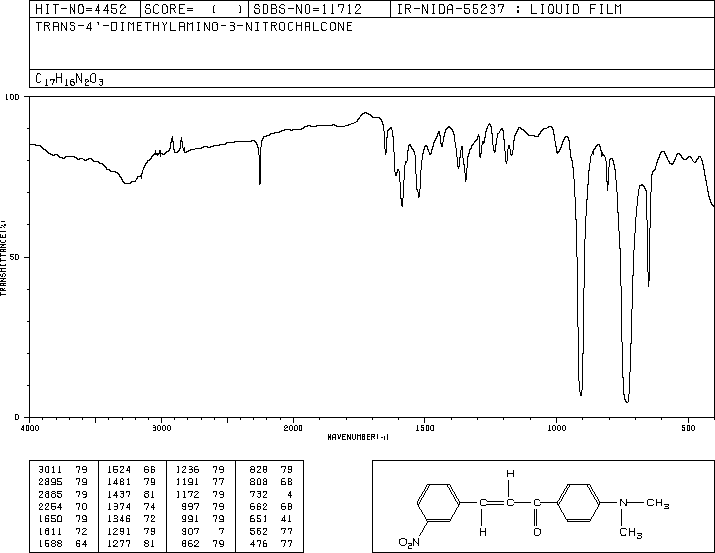 HIT-NO=4452 SCORE= ( ) SDBS-NO=11712 IR-NIDA-55237 : LIQUID FILM
TRANS-4'-DIMETHYLAMINO-3-NITROCHALCONE
C17H16N2O3
100
50
0
TRANSMITTANCE(%)
4000 3000 2000 1500 1000 500
WAVENUMBER(-1)
3011 79 1524 66 1236 79 828 79
2895 79 1481 79 1191 77 808 68
2885 79 1437 81 1172 79 732 4
2254 70 1374 74 997 79 662 68
1650 79 1346 72 991 79 651 41
1611 72 1291 79 907 7 562 77
1588 64 1277 81 862 79 476 77
H
C C C N CH3
H O CH3
O2N